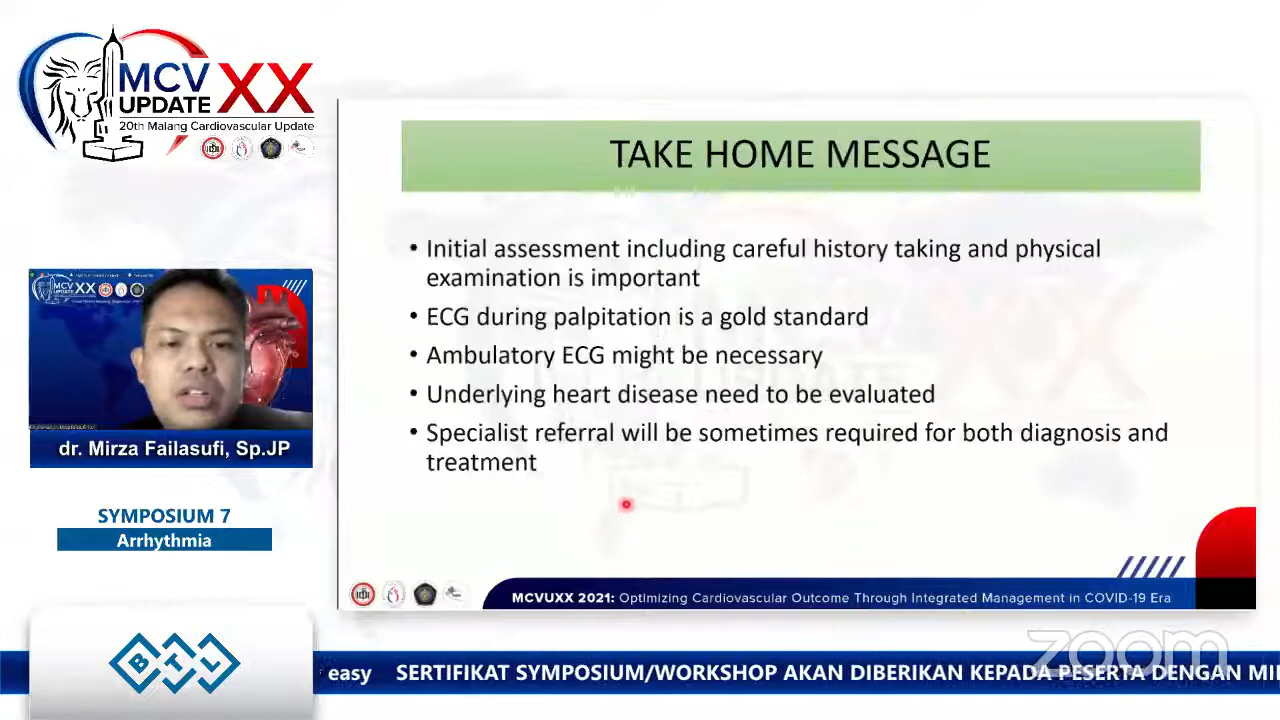 MCV
UPDATE
XX
20th Malang Cardiovascular Update
TAKE HOME MESSAGE
• Initial assessment including careful history taking and physical
examination is important
• ECG during palpitation is a gold standard
• Ambulatory ECG might be necessary
• Underlying heart disease need to be evaluated
• Specialist referral will be sometimes required for both diagnosis and
treatment
MCV
UPDATE XX
dr. Mirza Failasufi, Sp.JP
SYMPOSIUM 7
Arrhythmia
MCVUXX 2021: Optimizing Cardiovascular Outcome Through Integrated Management in COVID-19 Era
zoom
BTL
easy SERTIFIKAT SYMPOSIUM/WORKSHOP AKAN DIBERIKAN KEPADA PESERTA DENGAN MI